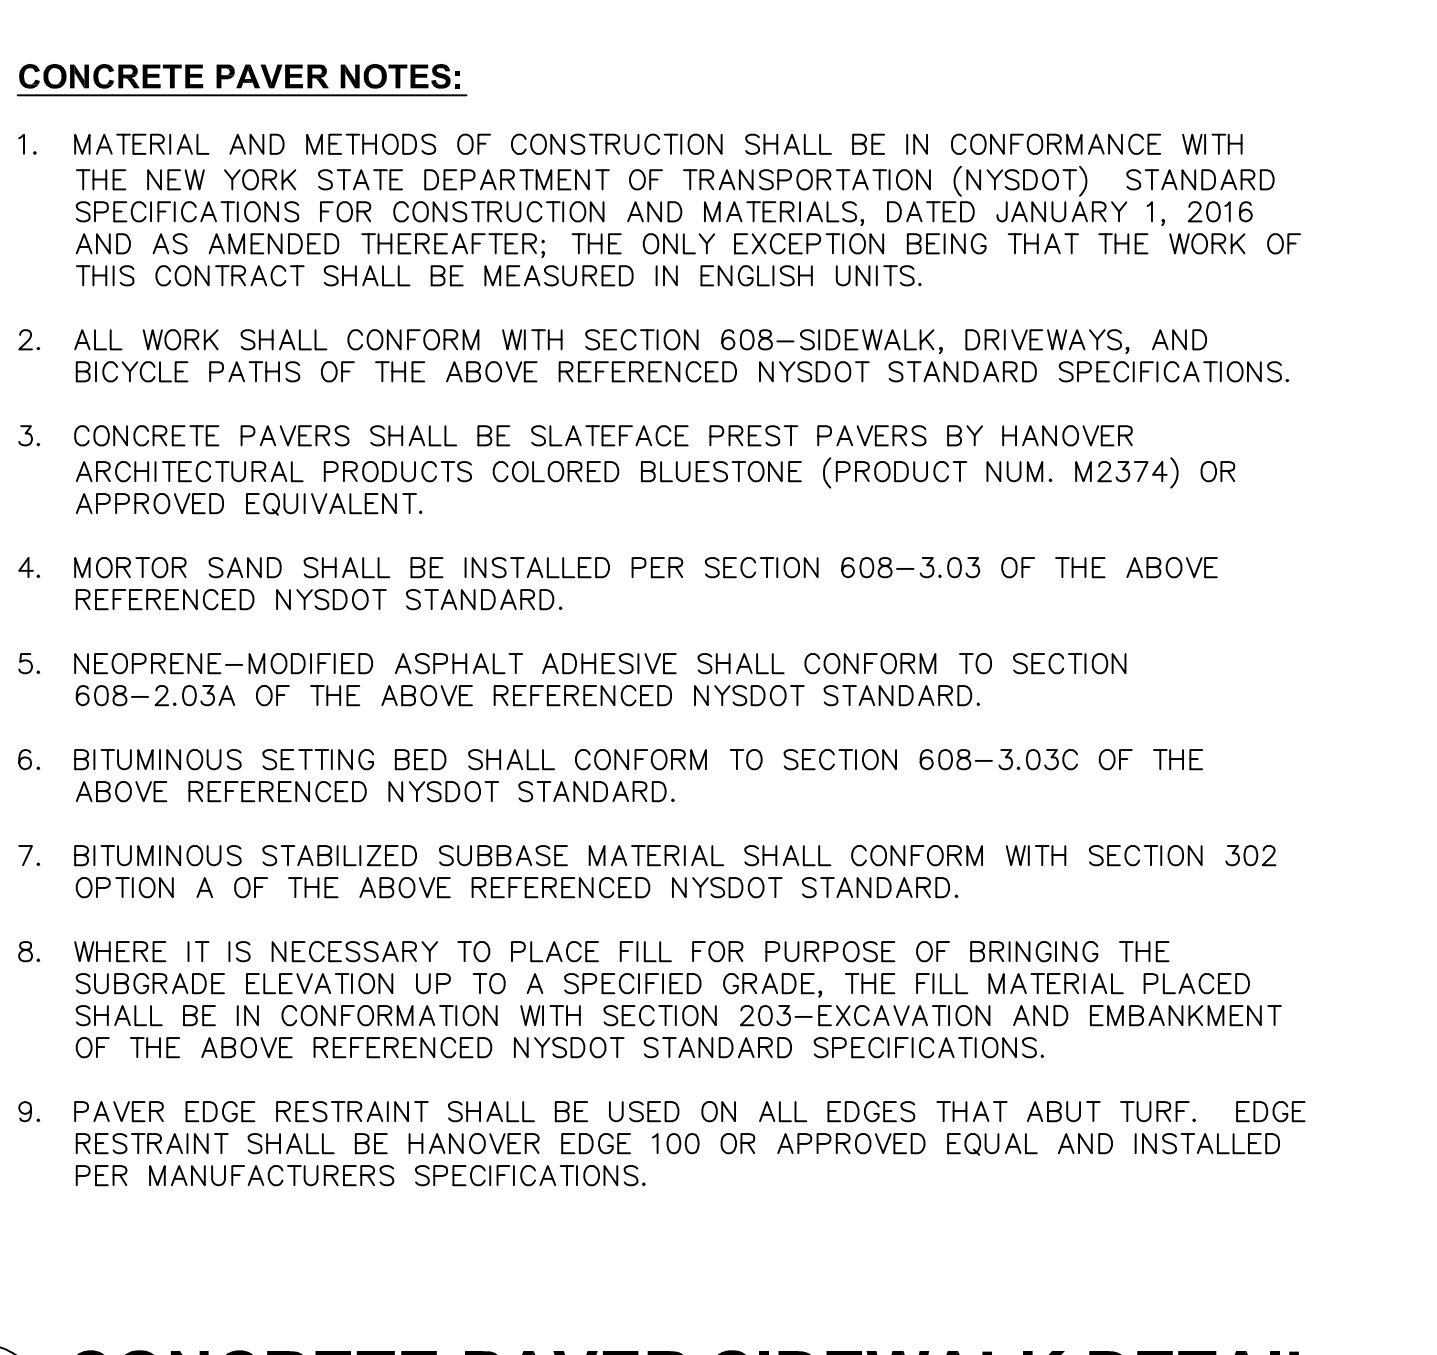 CONCRETE PAVER NOTES:
1. MATERIAL AND METHODS OF CONSTRUCTION SHALL BE IN CONFORMANCE WITH
THE NEW YORK STATE DEPARTMENT OF TRANSPORTATION (NYSDOT) STANDARD
SPECIFICATIONS FOR CONSTRUCTION AND MATERIALS, DATED JANUARY 1, 2016
AND AS AMENDED THEREAFTER; THE ONLY EXCEPTION BEING THAT THE WORK OF
THIS CONTRACT SHALL BE MEASURED IN ENGLISH UNITS.
2. ALL WORK SHALL CONFORM WITH SECTION 608-SIDEWALK, DRIVEWAYS, AND
BICYCLE PATHS OF THE ABOVE REFERENCED NYSDOT STANDARD SPECIFICATIONS.
3. CONCRETE PAVERS SHALL BE SLATEFACE PREST PAVERS BY HANOVER
ARCHITECTURAL PRODUCTS COLORED BLUESTONE (PRODUCT NUM. M2374) OR
APPROVED EQUIVALENT.
4. MORTOR SAND SHALL BE INSTALLED PER SECTION 608-3.03 OF THE ABOVE
REFERENCED NYSDOT STANDARD.
5. NEOPRENE-MODIFIED ASPHALT ADHESIVE SHALL CONFORM TO SECTION
608-2.03A OF THE ABOVE REFERENCED NYSDOT STANDARD.
6. BITUMINOUS SETTING BED SHALL CONFORM TO SECTION 608-3.03C OF THE
ABOVE REFERENCED NYSDOT STANDARD.
7. BITUMINOUS STABILIZED SUBBASE MATERIAL SHALL CONFORM WITH SECTION 302
OPTION A OF THE ABOVE REFERENCED NYSDOT STANDARD.
8. WHERE IT IS NECESSARY TO PLACE FILL FOR PURPOSE OF BRINGING THE
SUBGRADE ELEVATION UP TO A SPECIFIED GRADE, THE FILL MATERIAL PLACED
SHALL BE IN CONFORMATION WITH SECTION 203-EXCAVATION AND EMBANKMENT
OF THE ABOVE REFERENCED NYSDOT STANDARD SPECIFICATIONS.
9. PAVER EDGE RESTRAINT SHALL BE USED ON ALL EDGES THAT ABUT TURF. EDGE
RESTRAINT SHALL BE HANOVER EDGE 100 OR APPROVED EQUAL AND INSTALLED
PER MANUFACTURERS SPECIFICATIONS.
CONCRETE PAVER SIDEWALK DETAIL